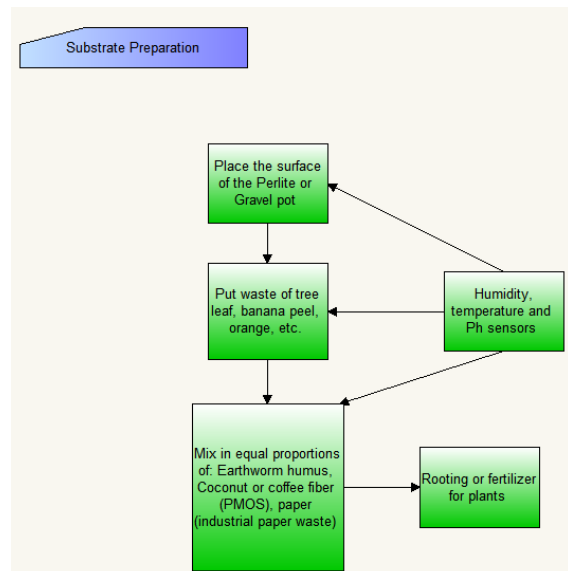 Substrate Preparation
Place the surface
of the Perlite or
Gravel pot
Put waste of tree
leaf, banana peel,
orange, etc.
Humidity,
temperature and
Ph sensors
Mix in equal proportions
of: Earthworm humus,
Coconut or coffee fiber
(PMOS), paper
(industrial paper waste)
Rooting or fertilizer
for plants